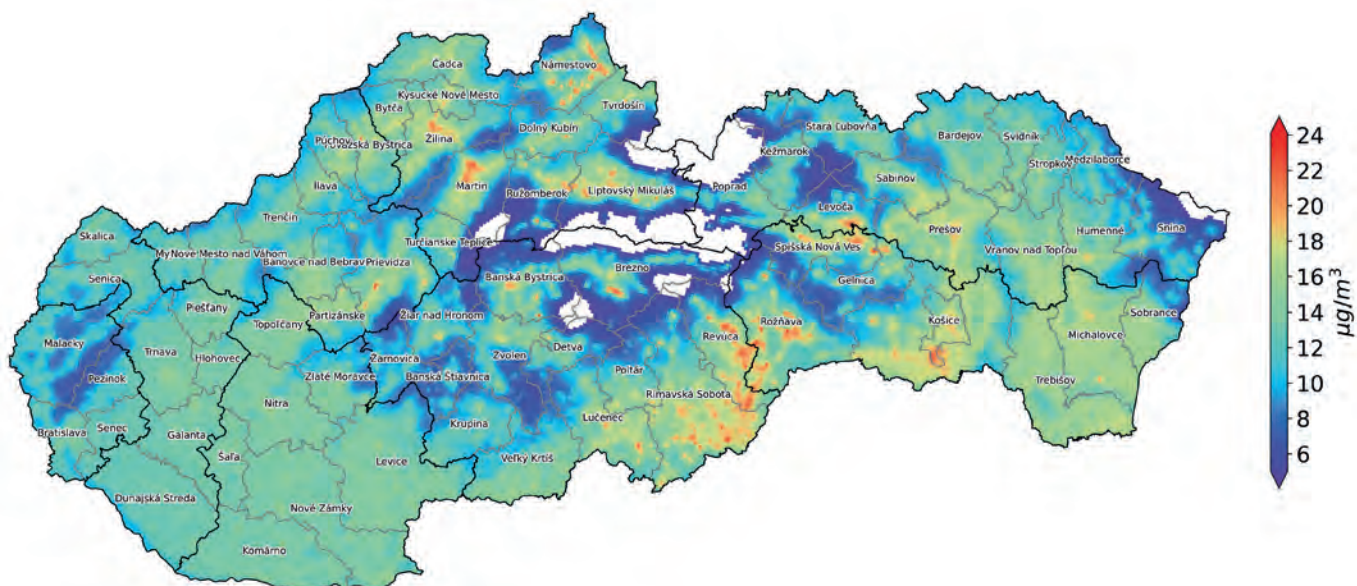 Čadca
Námestovo
Kysucké Nové Mesto
Bytča
Tvrdošín
Žilina
Dolný Kubín
Púchov
Považská Bystrica
Stará Ľubovňa
Kežmarok
Bardejov
Svidník
Stropkov
Medzilaborce
Sabinov
Poprad
Martin
Ružomberok
Liptovský Mikuláš
Ilava
Levoča
Trenčín
Prešov
Humenné
Snina
Skalica
Turčianske Teplice
Spišská Nová Ves
Vranov nad Topľou
My
Nové Mesto nad Váhom
Bánovce nad Bebrav
Prievidza
Senica
Banská Bystrica
Brezno
Gelnica
Piešťany
Partizánske
Žiar nad Hronom
Sobrance
Topoľčany
Rožňava
Košice
Malacky
Trnava
Hlohovec
Žarnovica
Zvolen
Detva
Revúca
Michalovce
Pezinok
Zlaté Moravce
Banská Štiavnica
Poltár
Trebišov
Nitra
Rimavská Sobota
Bratislava
Senec
Galanta
Krupina
Lučenec
Šaľa
Levice
Veľký Krtíš
Dunajská Streda
Nové Zámky
Komárno
24
22
20
18
16
14
12
10
8
6
μg/m³